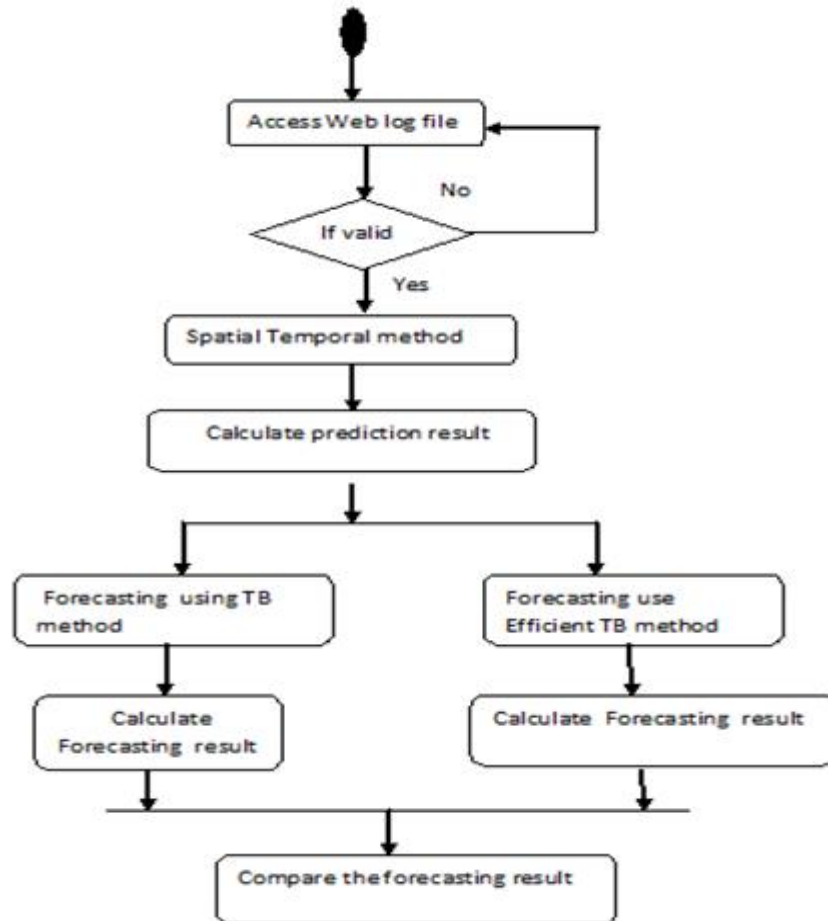 Access Web log file
No
If valid
Yes
Spatial Temporal method
Calculate prediction result
Forecasting using TB
method
Forecasting use
Efficient TB method
Calculate
Forecasting result
Calculate Forecasting result
Compare the forecasting result